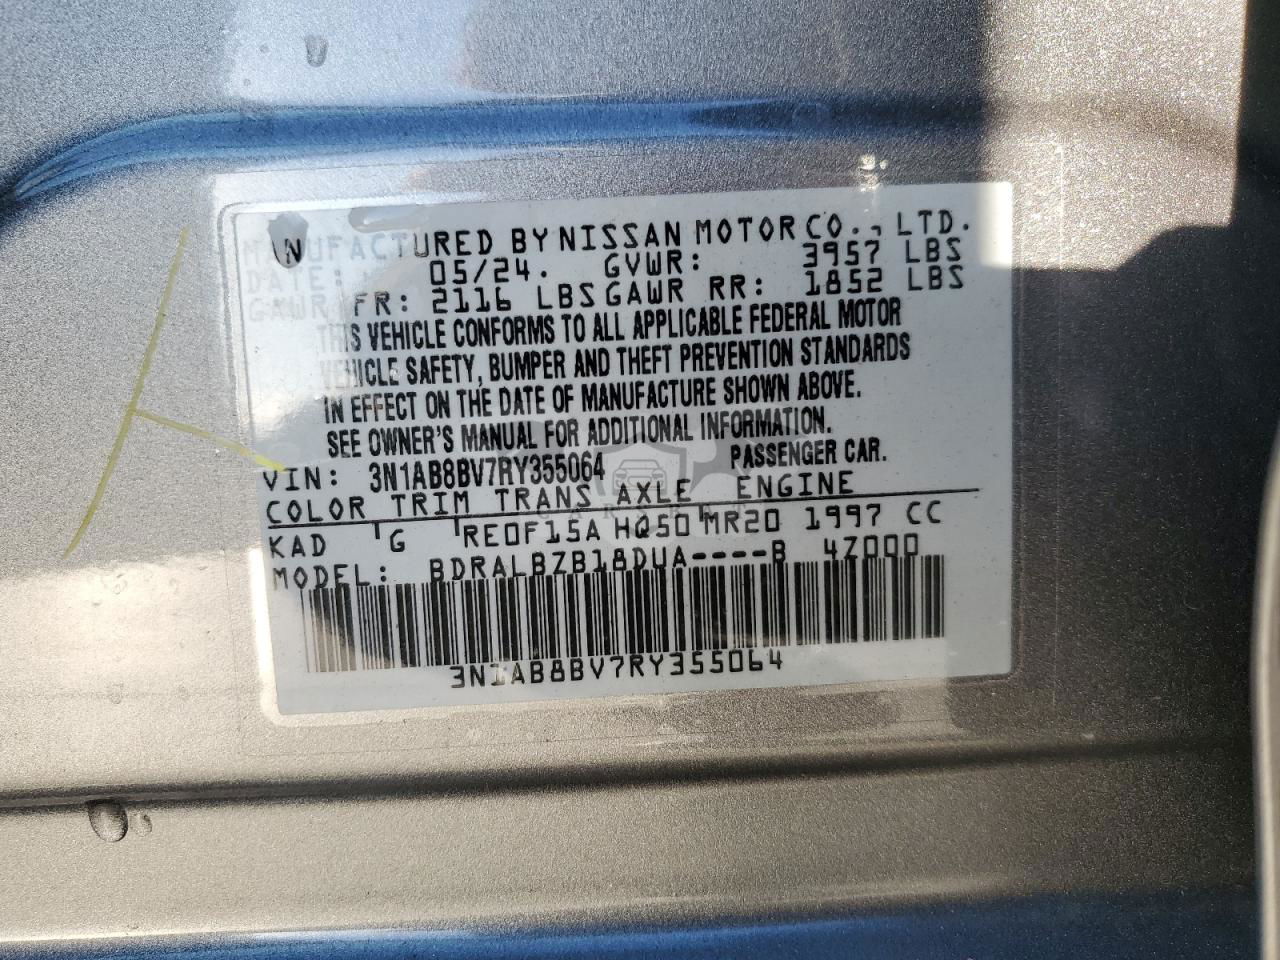 MANUFACTURED BY NISSAN MOTOR CO., LTD.
DATE: 05/24. GVWR: 3957 LBS
GAWR FR: 2116 LBS GAWR RR: 1852 LBS
THIS VEHICLE CONFORMS TO ALL APPLICABLE FEDERAL MOTOR
VEHICLE SAFETY, BUMPER AND THEFT PREVENTION STANDARDS
IN EFFECT ON THE DATE OF MANUFACTURE SHOWN ABOVE.
SEE OWNER'S MANUAL FOR ADDITIONAL INFORMATION.
VIN: 3N1AB8BV7RY355064 PASSENGER CAR.
COLOR TRIM TRANS AXLE ENGINE
KAD G RE0F15A HQ50 MR20 1997 CC
MODEL: BDRALBZB18DUA----B 4Z000
3N1AB8BV7RY355064